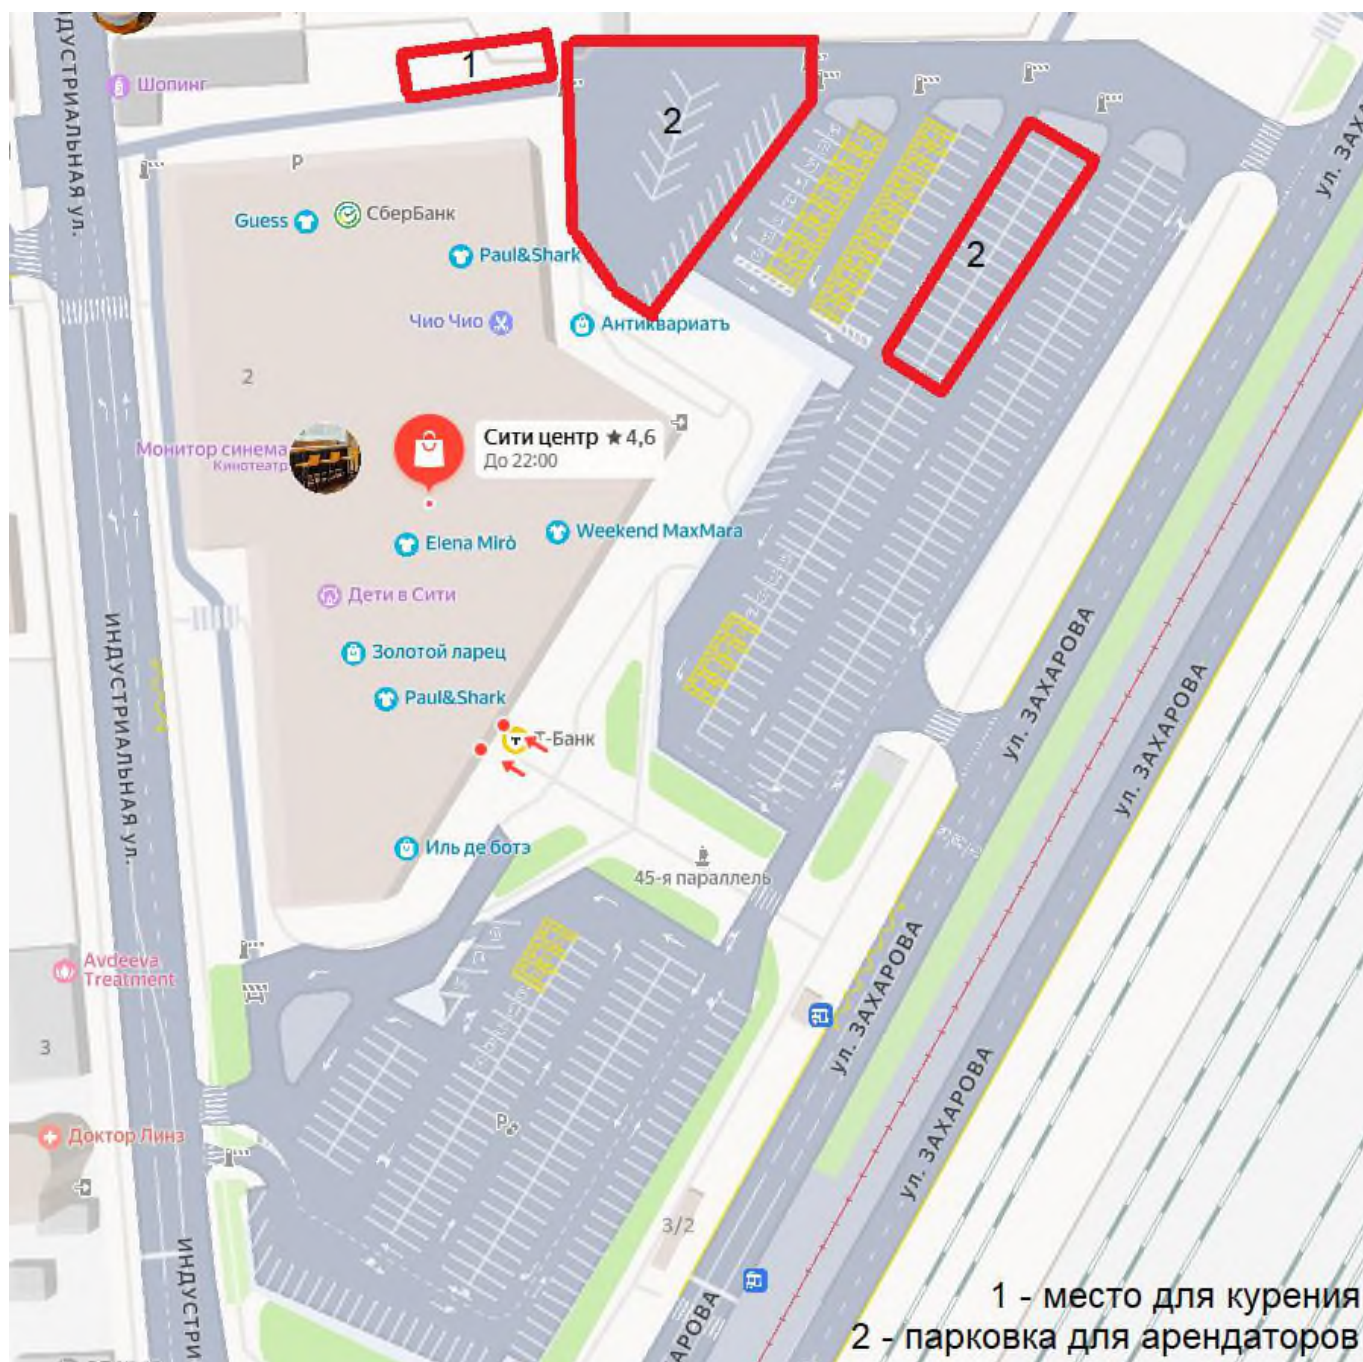 ДУСТРИАЛЬНАЯ УЛ.
Шопинг
1
2
P
Guess
СберБанк
Paul&Shark
Чио Чио
Антиквариатъ
2
2
Монитор синема
Кинотеатр
Сити центр ★ 4,6
До 22:00
Elena Mirò
Weekend MaxMara
Дети в Сити
Золотой ларец
Paul&Shark
Т-Банк
Иль де ботэ
45-я параллель
ИНДУСТРИАЛЬНАЯ УЛ.
Avdeeva
Treatment
3
Доктор Линз
P
3/2
ИНДУСТРИ
ул. ЗАХАРОВА
ул. ЗАХАРОВА
ул. ЗАХАРОВА
ул. ЗАХАРОВА
ул. ЗАХАРОВА
АРОВА
1 - место для курения
2 - парковка для арендаторов